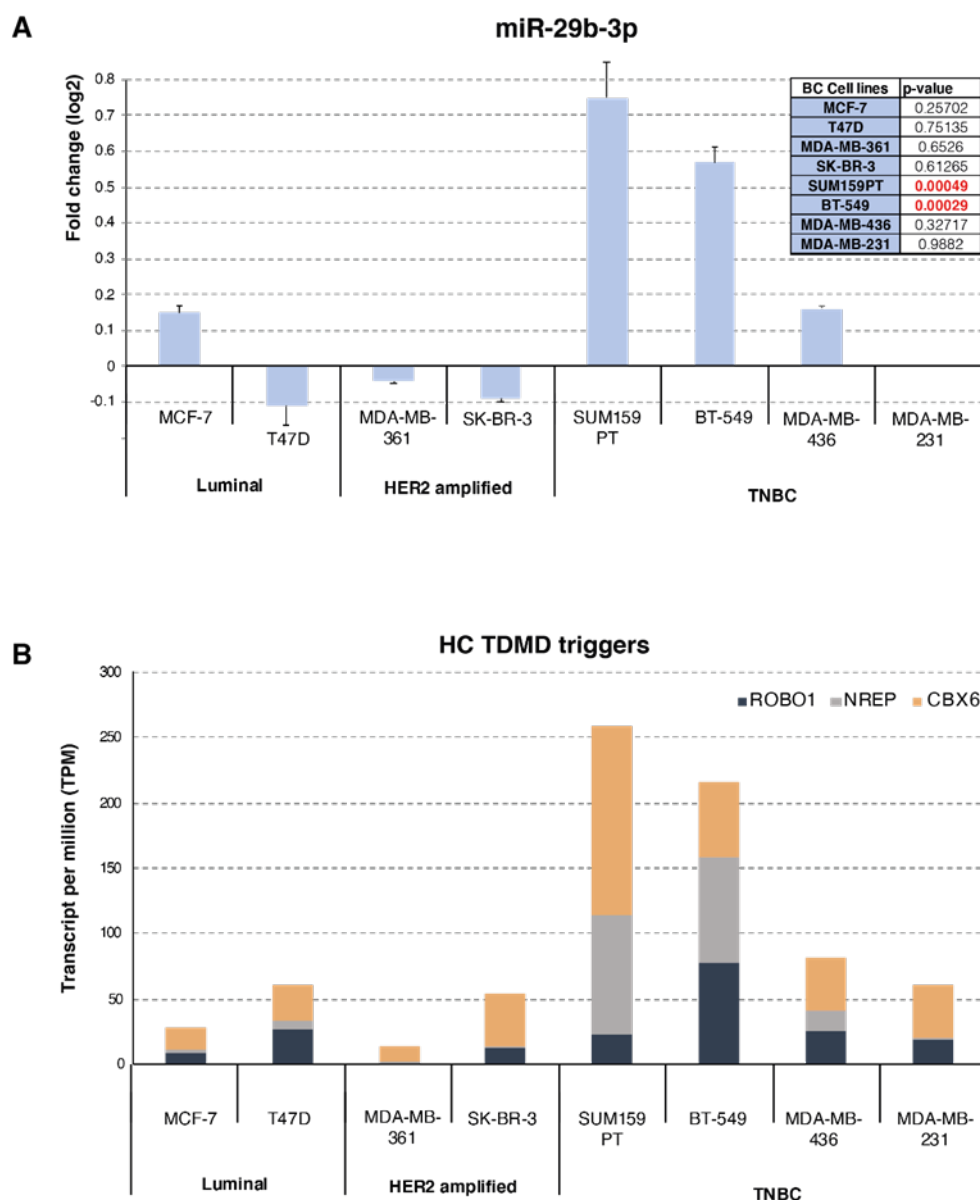 A
miR-29b-3p
Fold change (log2)
0.8
0.7
0.6
0.5
0.4
0.3
0.2
0.1
0
-0.1
BC Cell lines p-value
MCF-7 0.25702
T47D 0.75135
MDA-MB-361 0.6526
SK-BR-3 0.61265
SUM159PT 0.00049
BT-549 0.00029
MDA-MB-436 0.32717
MDA-MB-231 0.9882
MCF-7 T47D MDA-MB- SK-BR-3 SUM159 BT-549 MDA-MB- MDA-MB-
361 PT 436 231
Luminal HER2 amplified TNBC
B
HC TDMD triggers
Transcript per million (TPM)
300
250
200
150
100
50
0
ROBO1 NREP CBX6
MCF-7 T47D MDA-MB- SK-BR-3 SUM159 BT-549 MDA-MB- MDA-MB-
361 PT 436 231
Luminal HER2 amplified TNBC